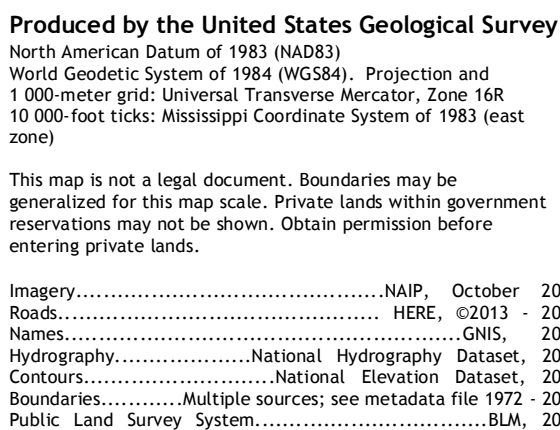 Produced by the United States Geological Survey
North American Datum of 1983 (NAD83)
World Geodetic System of 1984 (WGS84). Projection and
1 000-meter grid: Universal Transverse Mercator, Zone 16R
10 000-foot ticks: Mississippi Coordinate System of 1983 (east
zone)
This map is not a legal document. Boundaries may be
generalized for this map scale. Private lands within government
reservations may not be shown. Obtain permission before
entering private lands.
Imagery.............................................NAIP, October 20
Roads.............................................. HERE, ©2013 - 20
Names..........................................................GNIS, 20
Hydrography....................National Hydrography Dataset, 20
Contours............................National Elevation Dataset, 20
Boundaries............Multiple sources; see metadata file 1972 - 20
Public Land Survey System..................................BLM, 20